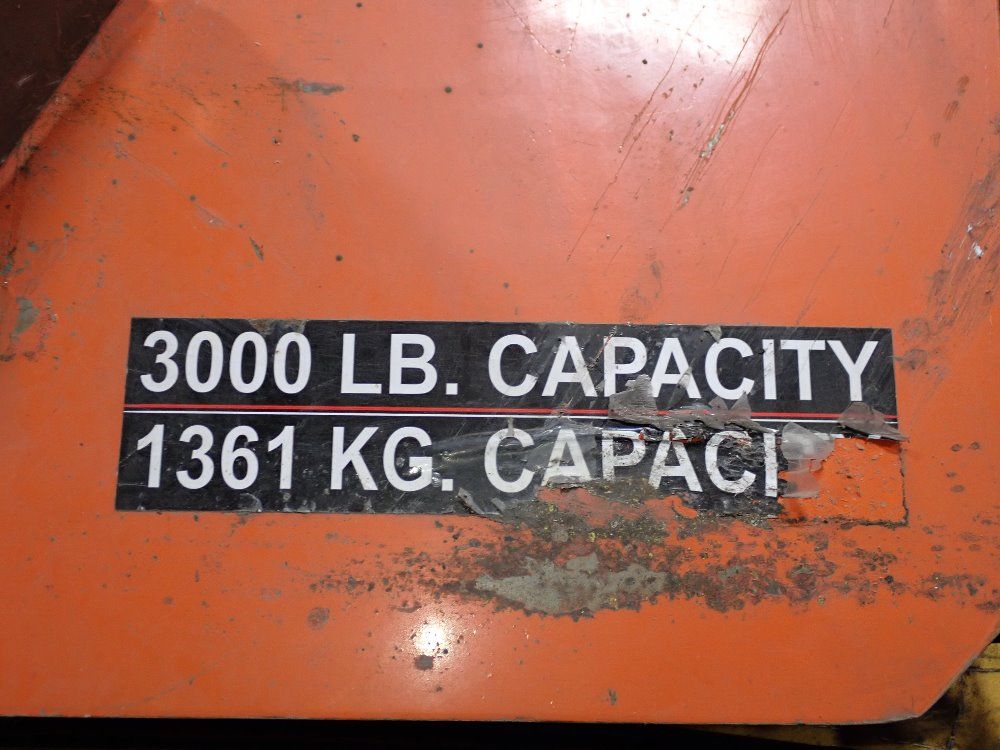 3000 LB. CAPACITY
1361 KG. CAPACI